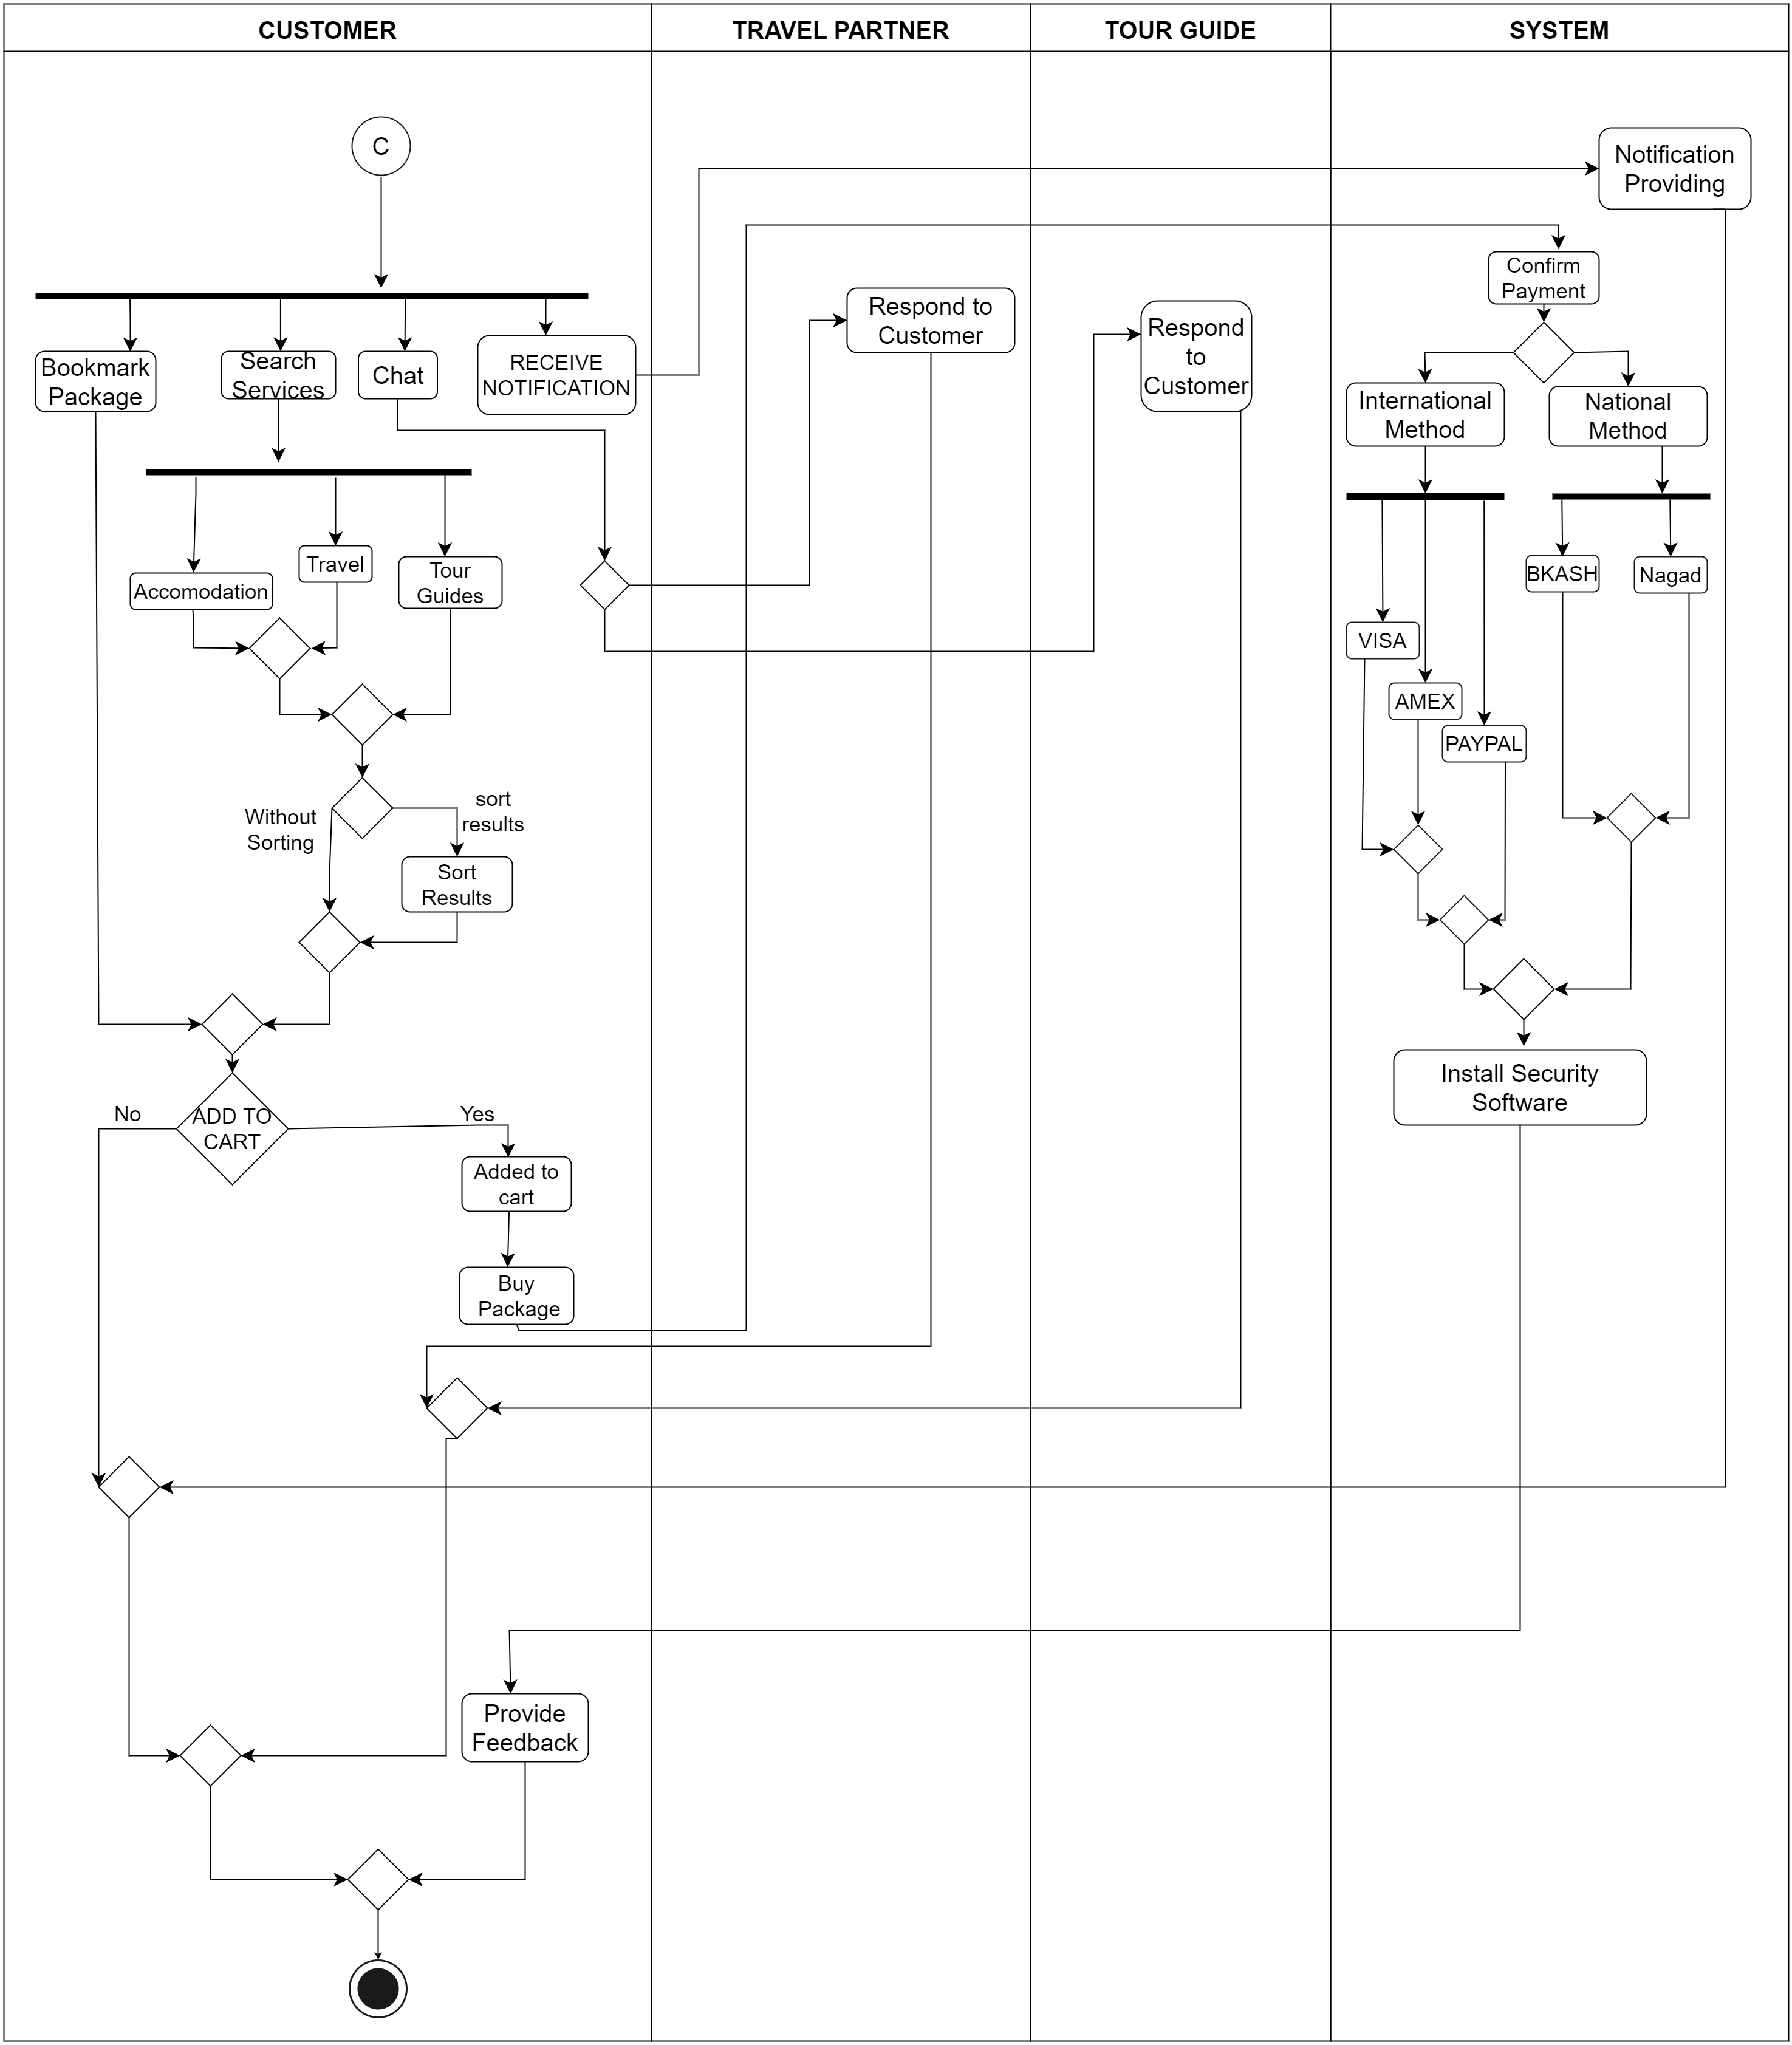 CUSTOMER
TRAVEL PARTNER
TOUR GUIDE
SYSTEM
C
Notification
Providing
Confirm
Payment
Respond to
Customer
Respond
to
Customer
Bookmark
Package
Search
Services
Chat
RECEIVE
NOTIFICATION
International
Method
National
Method
Accomodation
Travel
Tour
Guides
BKASH
Nagad
VISA
AMEX
PAYPAL
Without
Sorting
sort
results
Sort
Results
Install Security
Software
No
ADD TO
CART
Yes
Added to
cart
Buy
Package
Provide
Feedback